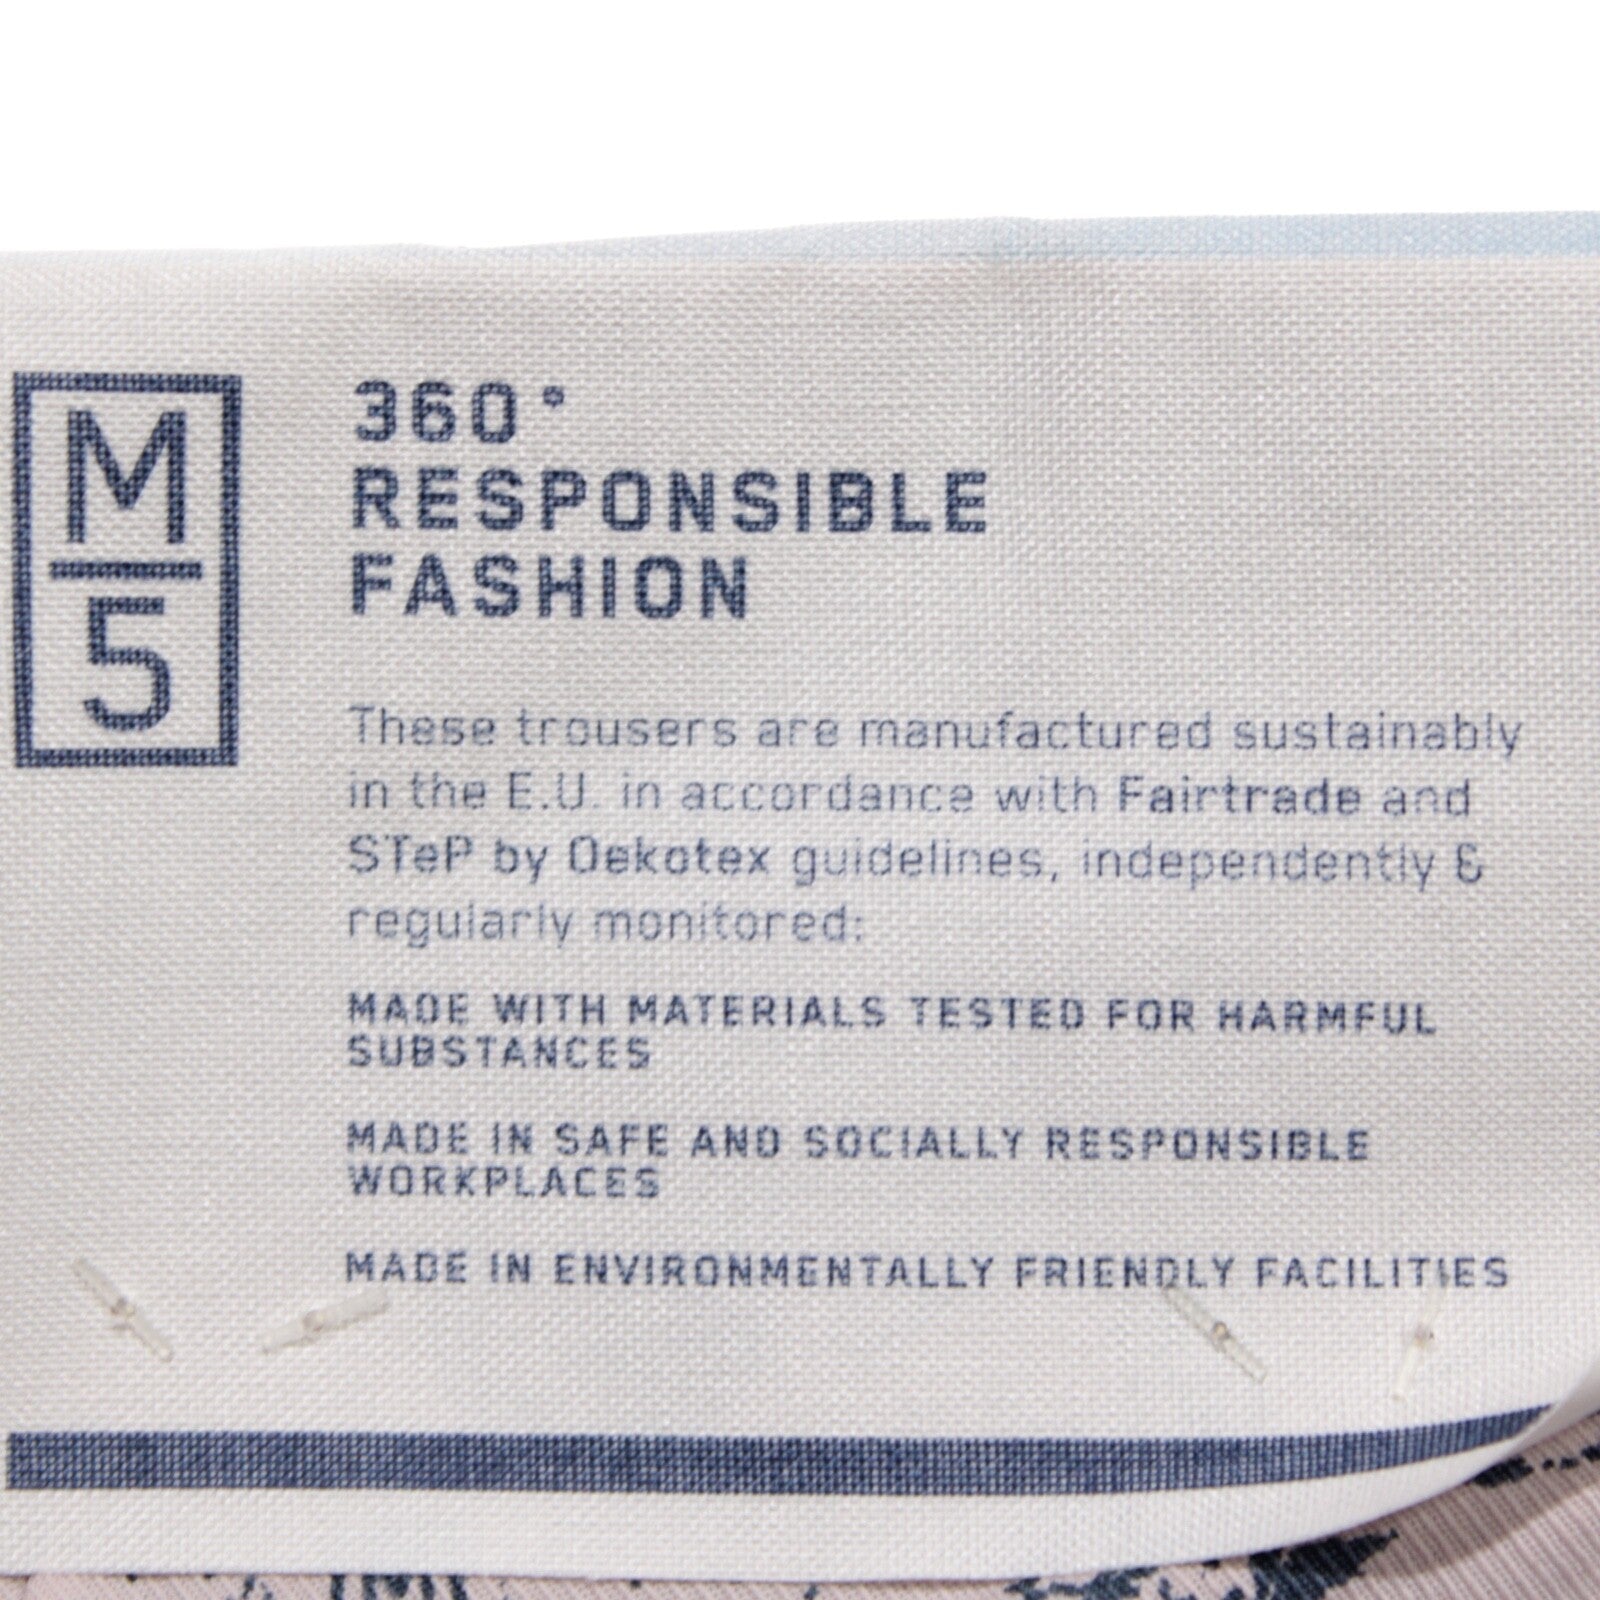 M
5
360°
RESPONSIBLE
FASHION
These trousers are manufactured sustainably
in the E.U. in accordance with Fairtrade and
STeP by Oekotex guidelines, independently &
regularly monitored:
MADE WITH MATERIALS TESTED FOR HARMFUL
SUBSTANCES
MADE IN SAFE AND SOCIALLY RESPONSIBLE
WORKPLACES
MADE IN ENVIRONMENTALLY FRIENDLY FACILITIES